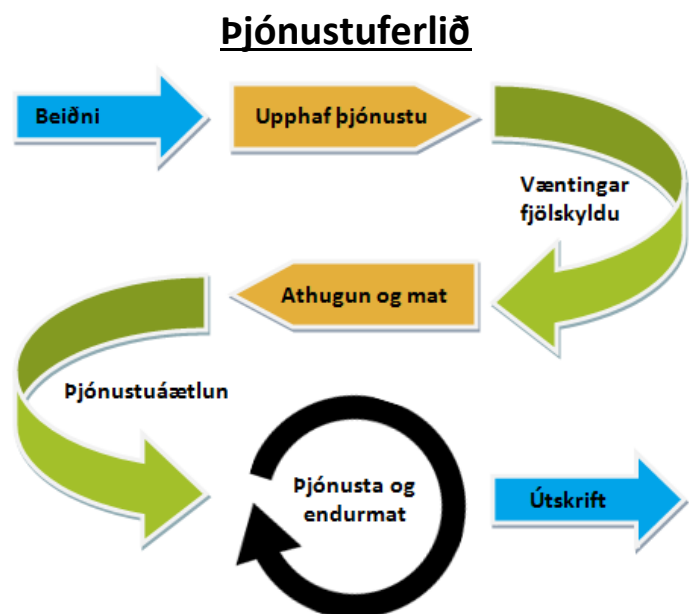 Þjónustuferlið
Beiðni
Upphaf þjónustu
Væntingar
fjölskyldu
Athugun og mat
Þjónustuáætlun
Þjónusta og
endurmat
Útskrift